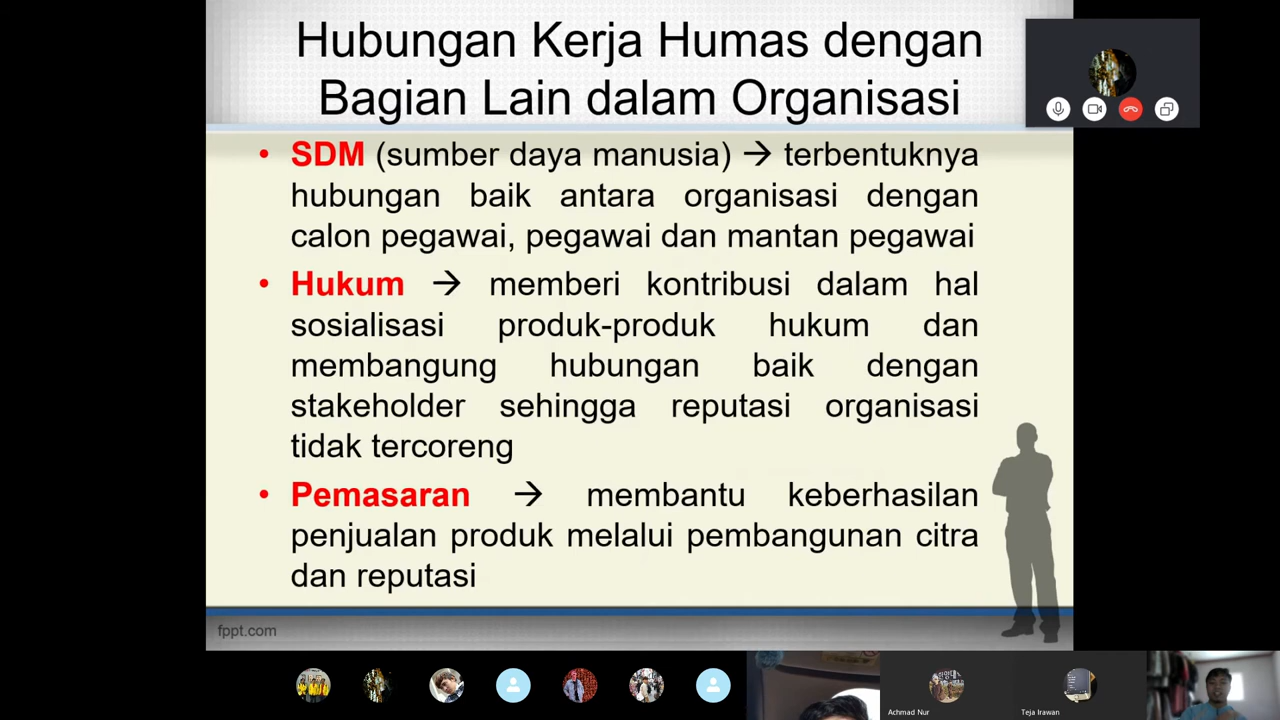 Hubungan Kerja Humas dengan
Bagian Lain dalam Organisasi
• SDM (sumber daya manusia) → terbentuknya
hubungan baik antara organisasi dengan
calon pegawai, pegawai dan mantan pegawai
• Hukum → memberi kontribusi dalam hal
sosialisasi produk-produk hukum dan
membangung hubungan baik dengan
stakeholder sehingga reputasi organisasi
tidak tercoreng
• Pemasaran → membantu keberhasilan
penjualan produk melalui pembangunan citra
dan reputasi
fppt.com
Achmad Nur
Teja Irawan